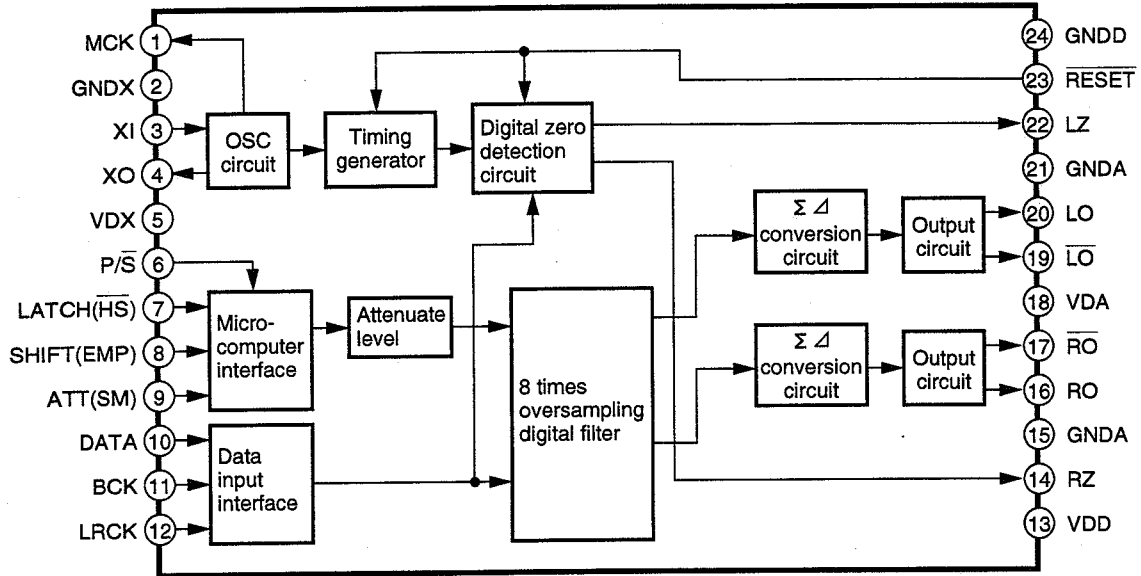 MCK 1
GNDX 2
XI 3
XO 4
VDX 5
P/S̅ 6
LATCH(H̅S̅) 7
SHIFT(EMP) 8
ATT(SM) 9
DATA 10
BCK 11
LRCK 12
OSC
circuit
Timing
generator
Digital zero
detection
circuit
Micro-
computer
interface
Attenuate
level
Data
input
interface
8 times
oversampling
digital filter
Σ ⊿
conversion
circuit
Output
circuit
Σ ⊿
conversion
circuit
Output
circuit
24 GNDD
23 R̅E̅S̅E̅T̅
22 LZ
21 GNDA
20 LO
19 L̅O̅
18 VDA
17 R̅O̅
16 RO
15 GNDA
14 RZ
13 VDD